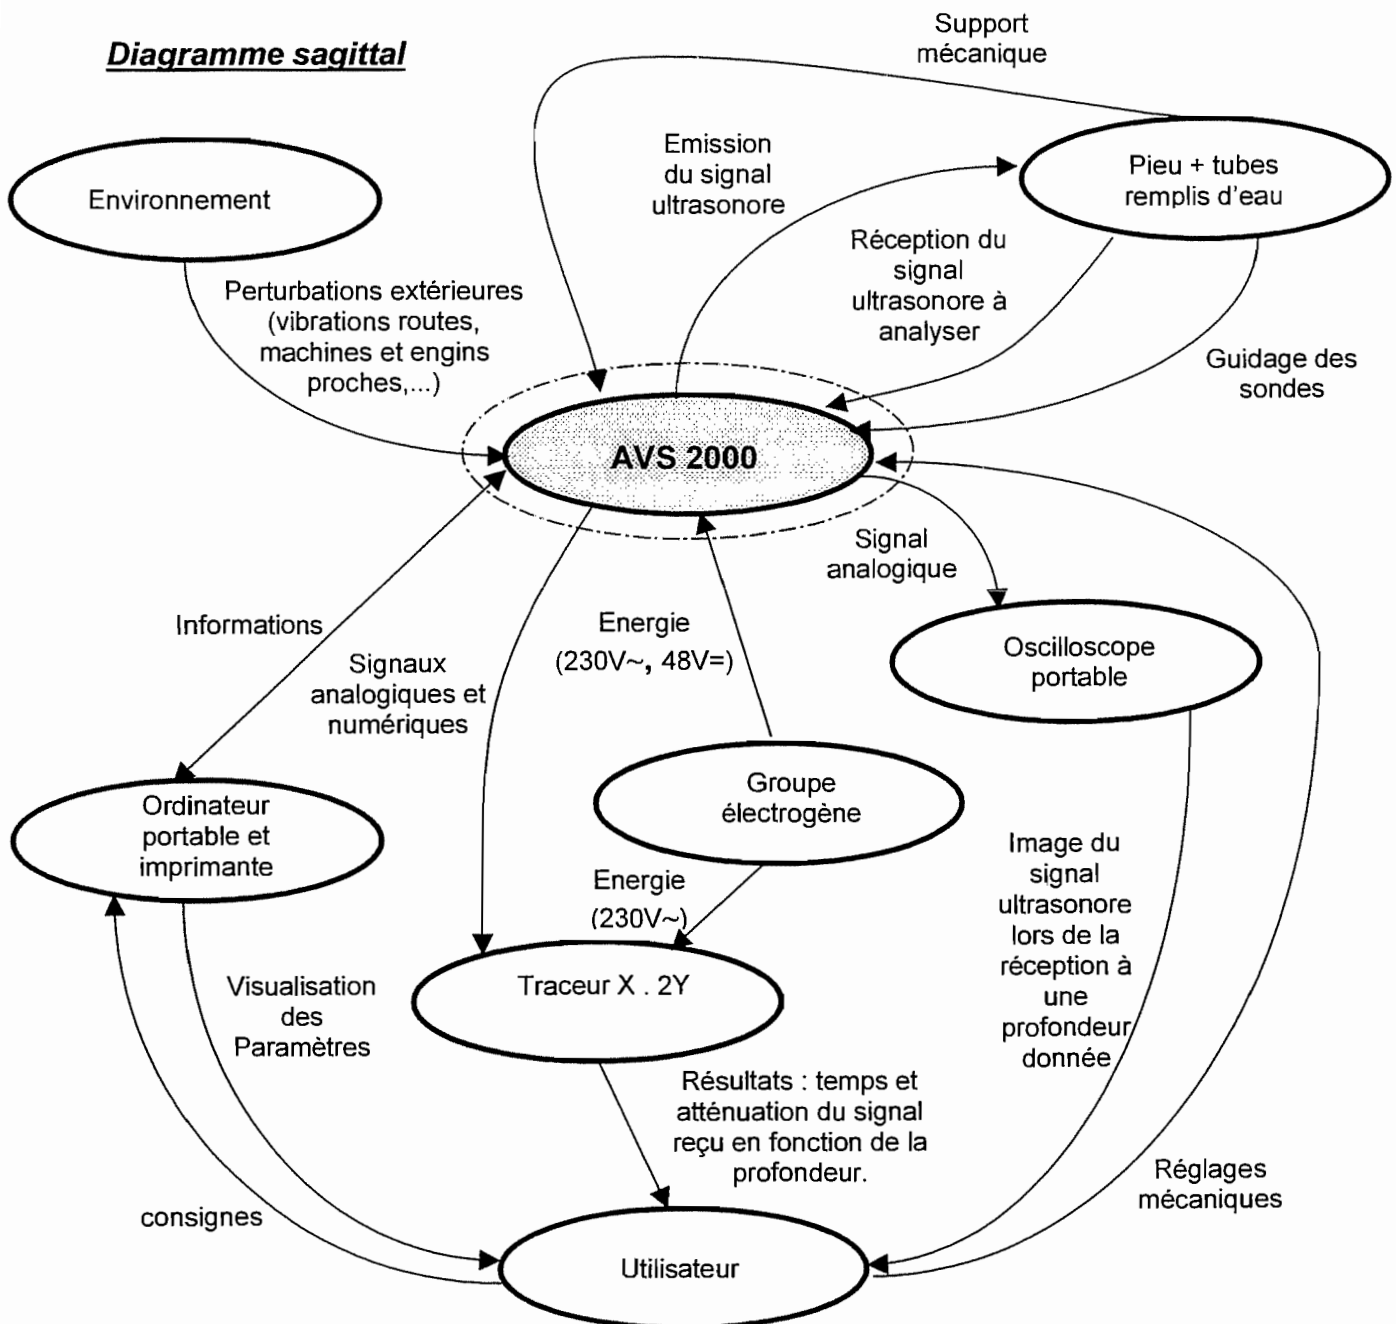 Diagramme sagittal
Support
mécanique
Environnement
Emission
du signal
ultrasonore
Pieu + tubes
remplis d'eau
Réception du
signal
ultrasonore à
analyser
Perturbations extérieures
(vibrations routes,
machines et engins
proches,...)
Guidage des
sondes
AVS 2000
Signal
analogique
Informations
Signaux
analogiques et
numériques
Energie
(230V~, 48V=)
Oscilloscope
portable
Ordinateur
portable et
imprimante
Groupe
électrogène
Energie
(230V~)
Image du
signal
ultrasonore
lors de la
réception à
une
profondeur
donnée
Visualisation
des
Paramètres
Traceur X . 2Y
Résultats : temps et
atténuation du signal
reçu en fonction de la
profondeur.
Réglages
mécaniques
consignes
Utilisateur